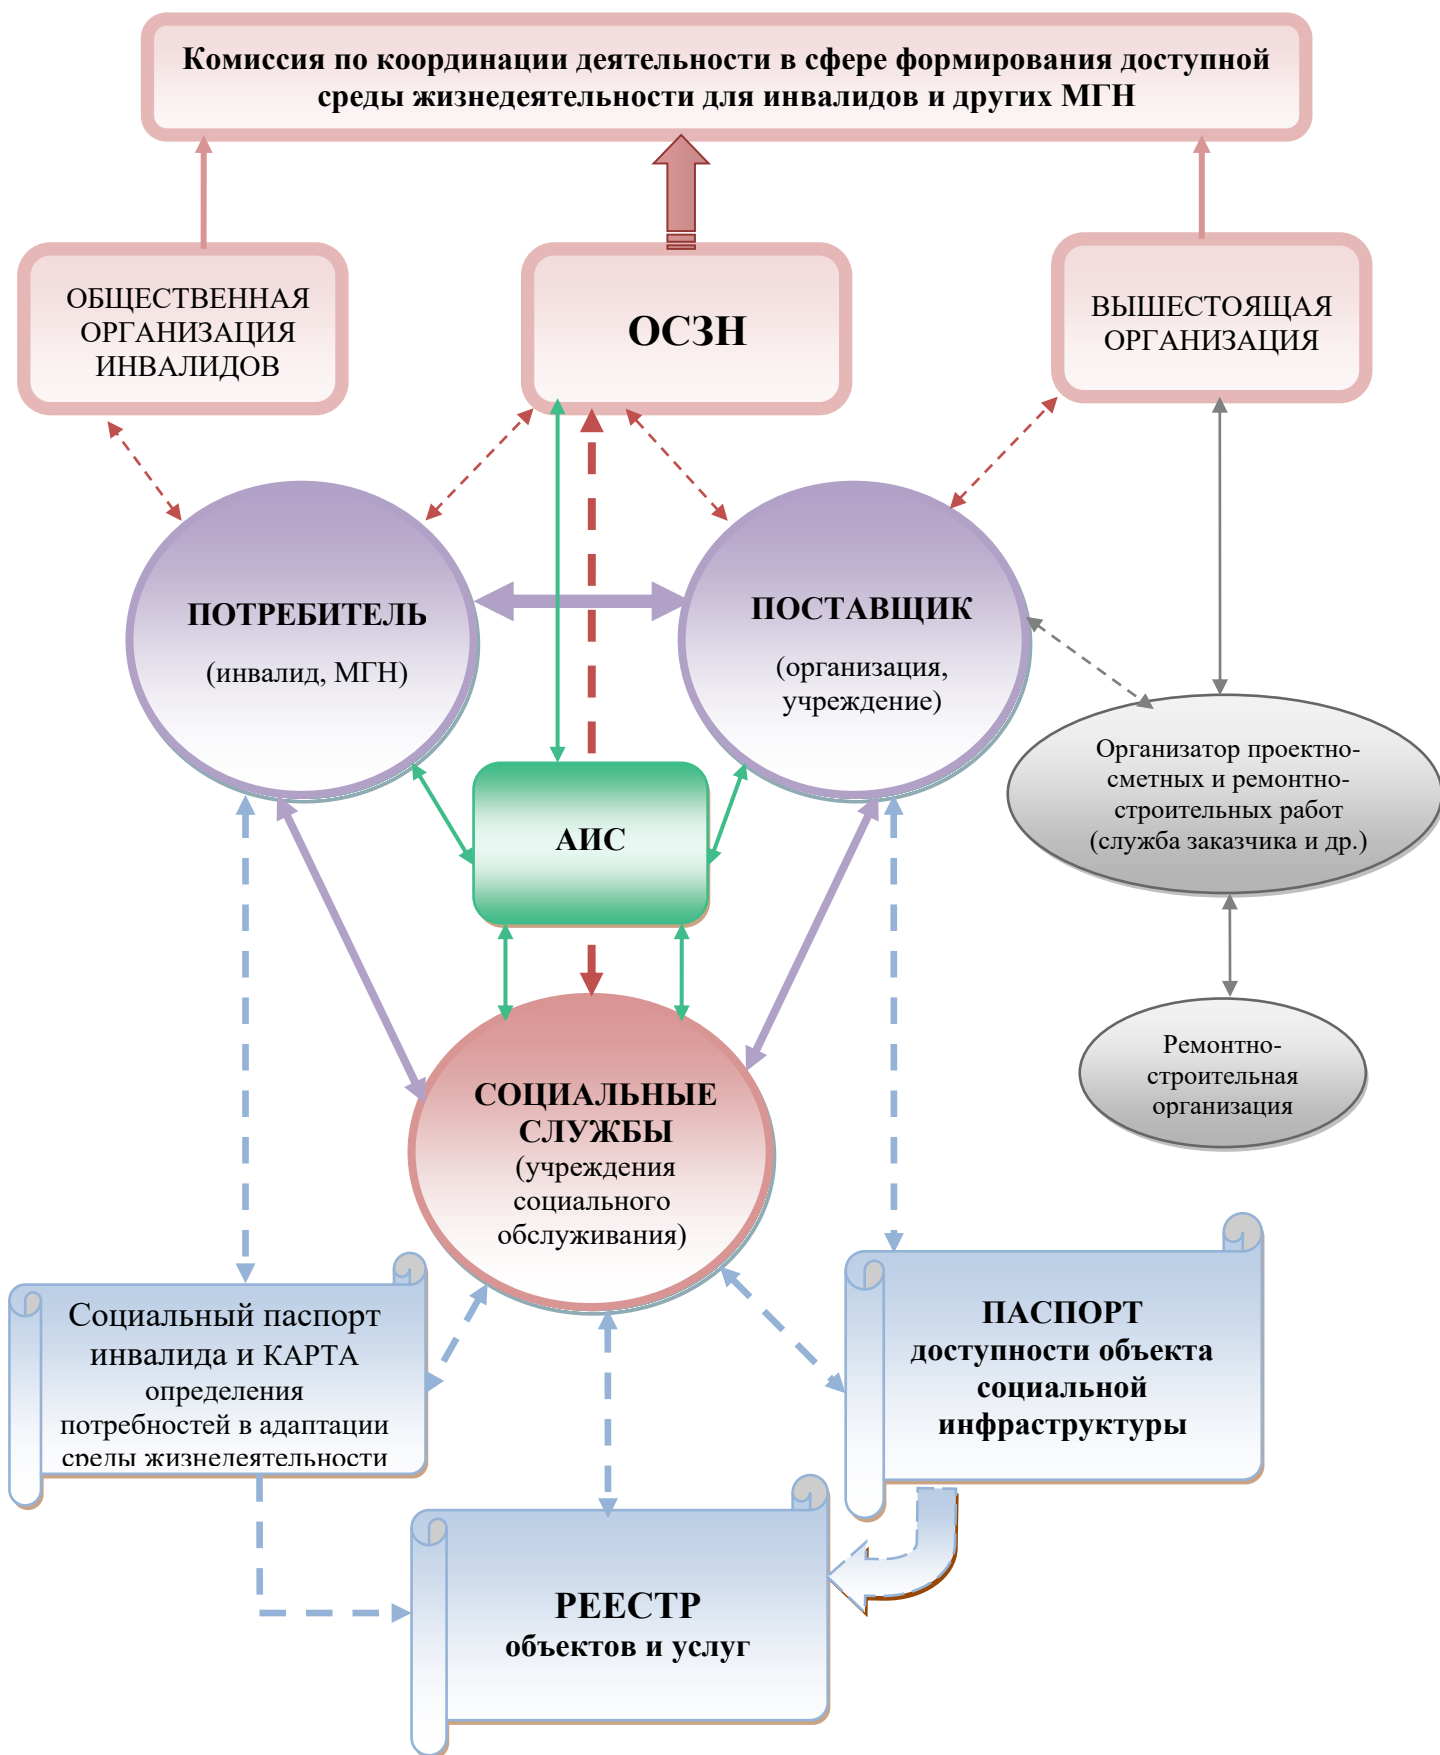 Комиссия по координации деятельности в сфере формирования доступной
среды жизнедеятельности для инвалидов и других МГН
ОБЩЕСТВЕННАЯ
ОРГАНИЗАЦИЯ
ИНВАЛИДОВ
ОСЗН
ВЫШЕСТОЯЩАЯ
ОРГАНИЗАЦИЯ
ПОТРЕБИТЕЛЬ
(инвалид, МГН)
ПОСТАВЩИК
(организация,
учреждение)
АИС
Организатор проектно-
сметных и ремонтно-
строительных работ
(служба заказчика и др.)
Ремонтно-
строительная
организация
СОЦИАЛЬНЫЕ
СЛУЖБЫ
(учреждения
социального
обслуживания)
Социальный паспорт
инвалида и КАРТА
определения
потребностей в адаптации
среды жизнедеятельности
ПАСПОРТ
доступности объекта
социальной
инфраструктуры
РЕЕСТР
объектов и услуг